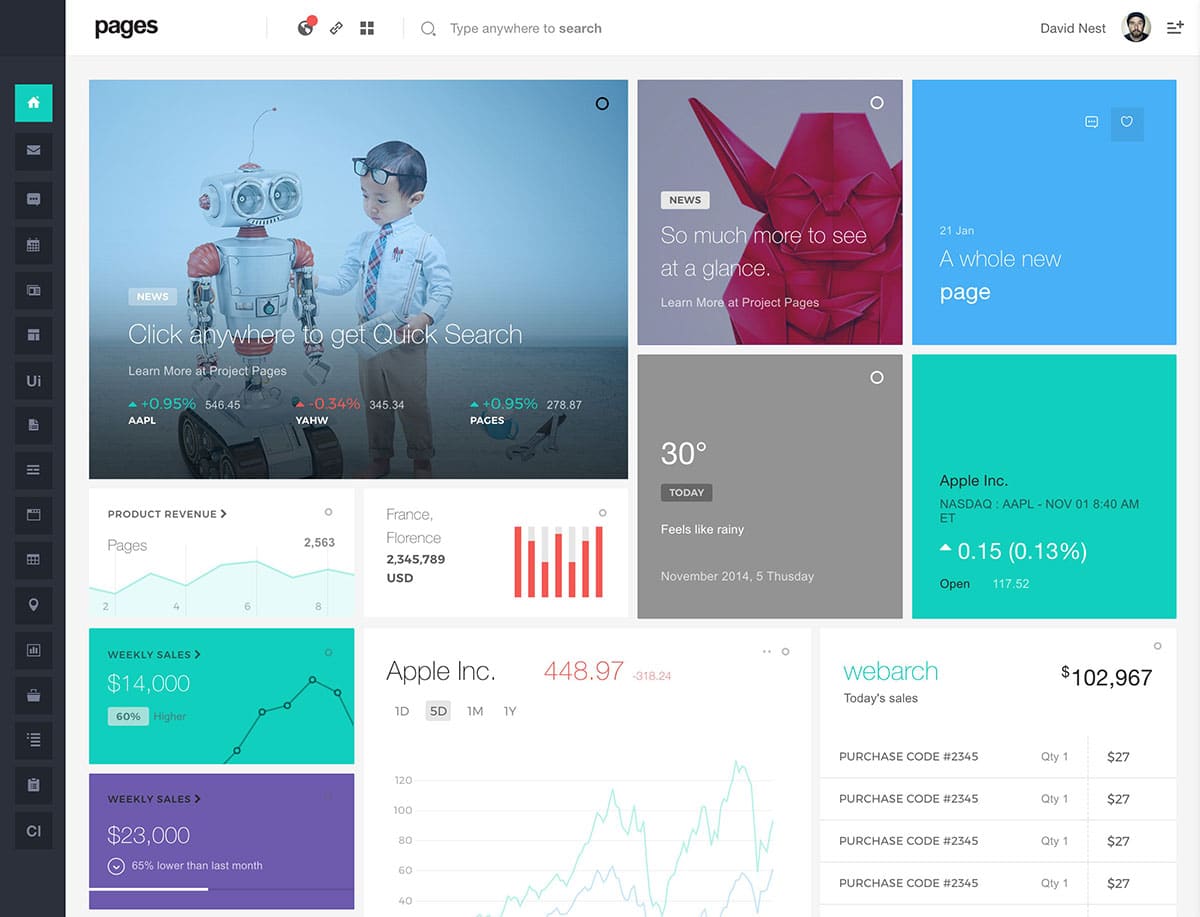 pages
Type anywhere to search
David Nest
NEWS
Click anywhere to get Quick Search
Learn More at Project Pages
+0.95% 546.45
AAPL
-0.34% 345.34
YAHW
+0.95% 278.87
PAGES
NEWS
So much more to see
at a glance.
Learn More at Project Pages
21 Jan
A whole new
page
30°
TODAY
Feels like rainy
November 2014, 5 Thusday
Apple Inc.
NASDAQ : AAPL - NOV 01 8:40 AM
ET
0.15 (0.13%)
Open 117.52
Ui
CI
PRODUCT REVENUE
Pages 2,563
2 4 6 8
France,
Florence
2,345,789
USD
WEEKLY SALES
$14,000
60% Higher
WEEKLY SALES
$23,000
65% lower than last month
Apple Inc. 448.97 -318.24
1D 5D 1M 1Y
120
100
80
60
40
webarch
Today's sales
$102,967
PURCHASE CODE #2345 Qty 1 $27
PURCHASE CODE #2345 Qty 1 $27
PURCHASE CODE #2345 Qty 1 $27
PURCHASE CODE #2345 Qty 1 $27